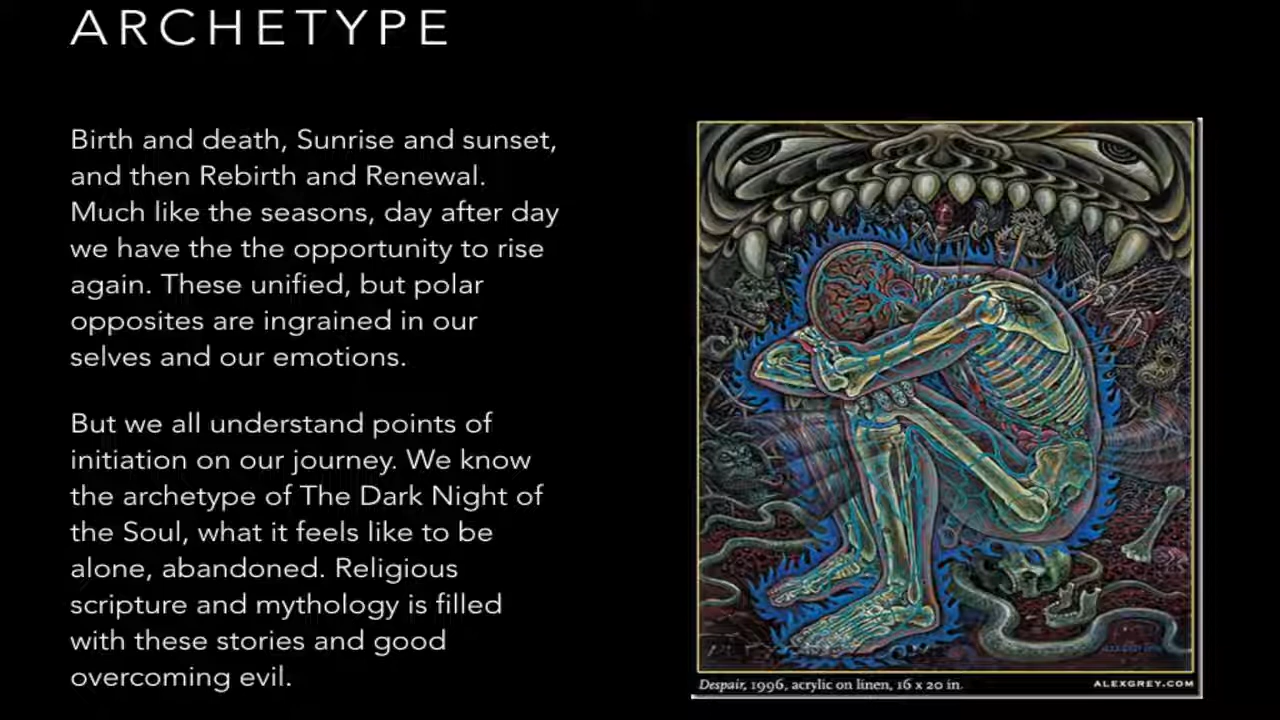 ARCHETYPE
Birth and death, Sunrise and sunset,
and then Rebirth and Renewal.
Much like the seasons, day after day
we have the the opportunity to rise
again. These unified, but polar
opposites are ingrained in our
selves and our emotions.
But we all understand points of
initiation on our journey. We know
the archetype of The Dark Night of
the Soul, what it feels like to be
alone, abandoned. Religious
scripture and mythology is filled
with these stories and good
overcoming evil.
Despair, 1996, acrylic on linen, 16 x 20 in.
ALEXGREY.COM